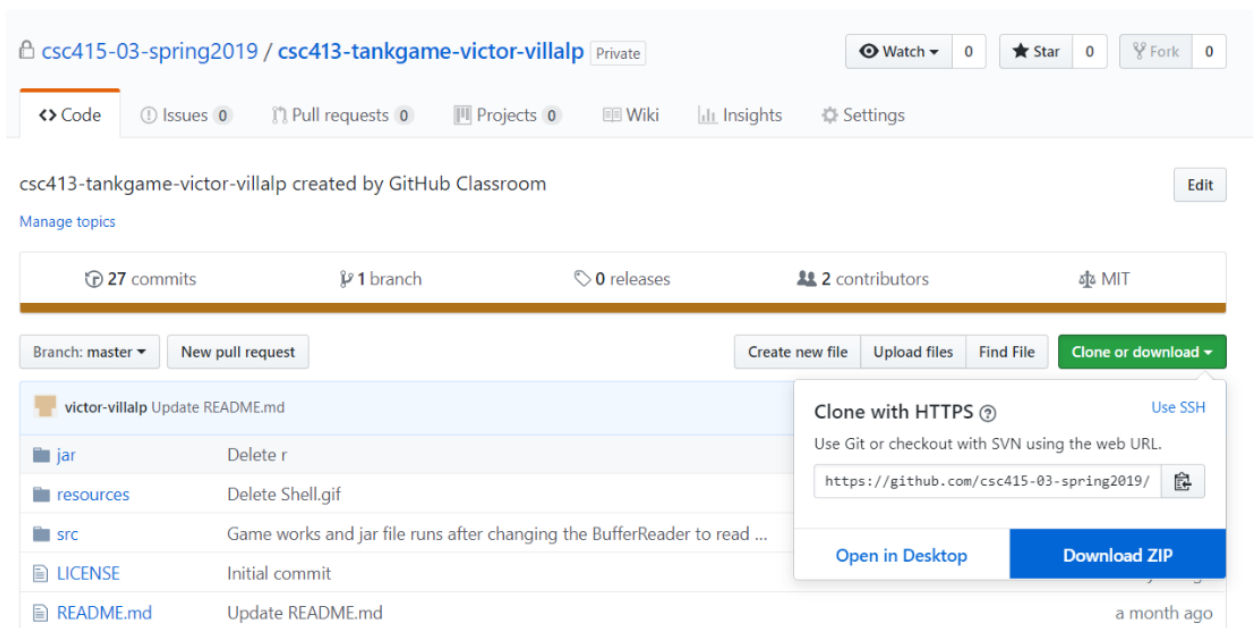 csc415-03-spring2019 / csc413-tankgame-victor-villalp Private Watch 0 Star 0 Fork 0
Code Issues 0 Pull requests 0 Projects 0 Wiki Insights Settings
csc413-tankgame-victor-villalp created by GitHub Classroom Edit
Manage topics
27 commits 1 branch 0 releases 2 contributors MIT
Branch: master New pull request Create new file Upload files Find File Clone or download
victor-villalp Update README.md
Clone with HTTPS Use SSH
Use Git or checkout with SVN using the web URL.
https://github.com/csc415-03-spring2019/
Open in Desktop Download ZIP
jar Delete r
resources Delete Shell.gif
src Game works and jar file runs after changing the BufferReader to read ...
LICENSE Initial commit
README.md Update README.md a month ago